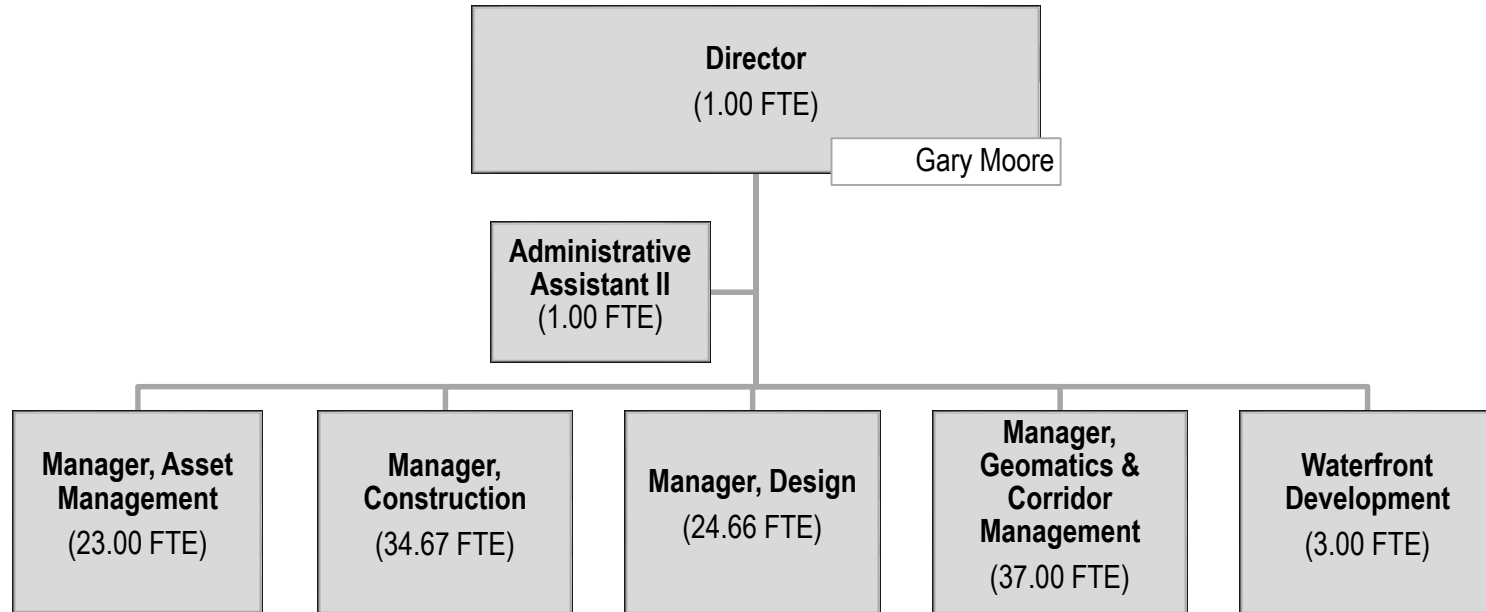 Director
(1.00 FTE)
Gary Moore
Administrative
Assistant II
(1.00 FTE)
Manager, Asset
Management
(23.00 FTE)
Manager,
Construction
(34.67 FTE)
Manager, Design
(24.66 FTE)
Manager,
Geomatics &
Corridor
Management
(37.00 FTE)
Waterfront
Development
(3.00 FTE)